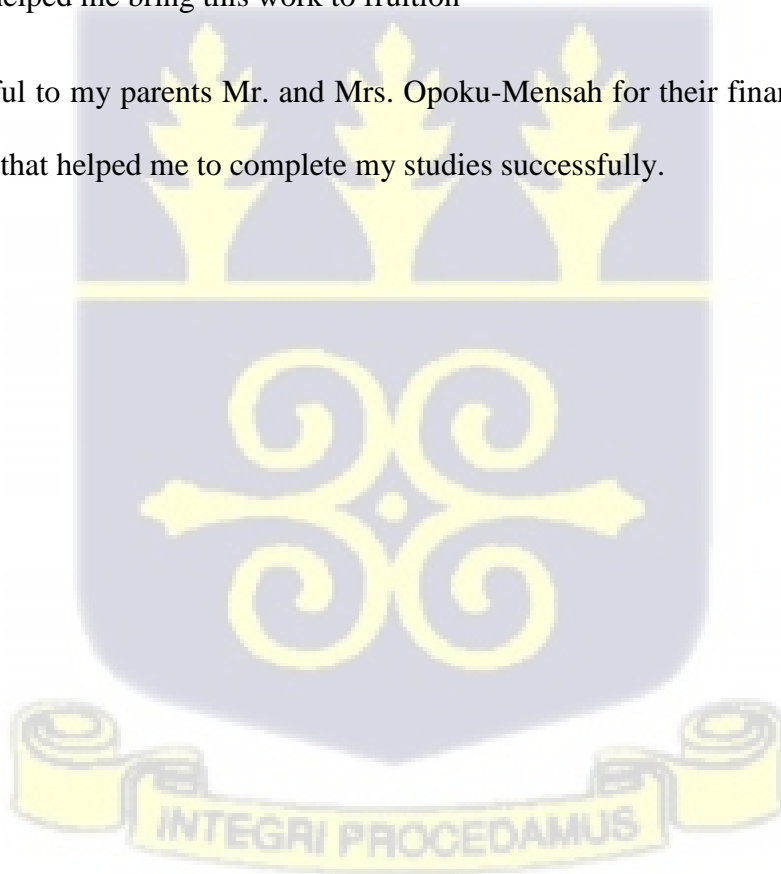 helped me bring this work to fruition
ful to my parents Mr. and Mrs. Opoku-Mensah for their finan
that helped me to complete my studies successfully.
INTEGRI PROCEDAMUS